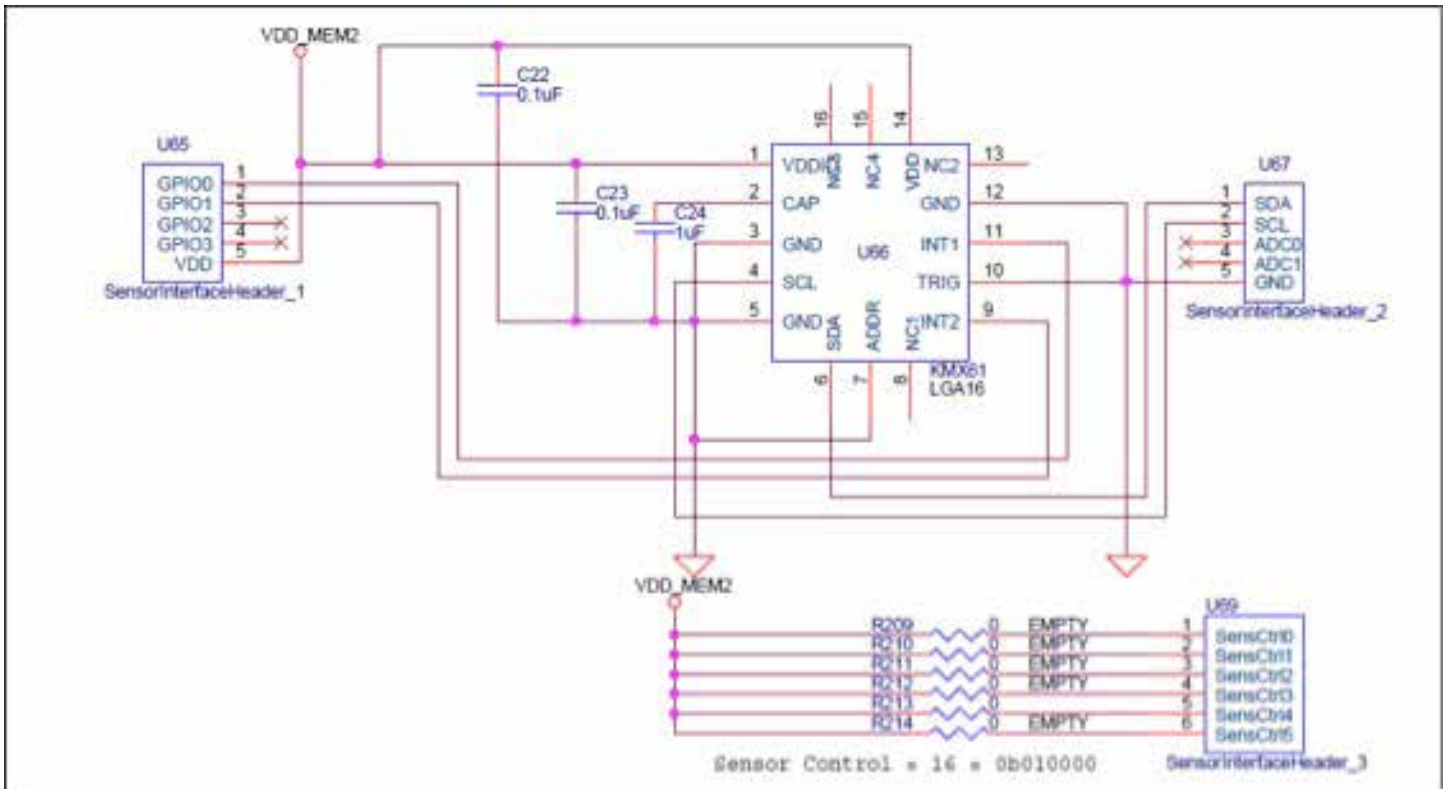 VDD_MEM2
C22
0.1uF
U65
GPIO0 1
GPIO1 2
GPIO2 3
GPIO3 4
VDD 5
SensorInterfaceHeader_1
C23
0.1uF
C24
1uF
16 15 14
NC3 NC4 VDD
1
2 CAP
3 GND
4 SCL
5 GND
U66
NC2 13
GND 12
INT1 11
TRIG 10
INT2 9
SDA ADDR NC1
6 7 8
KMX61
LGA16
U67
1 SDA
2 SCL
3 ADC0
4 ADC1
5 GND
SensorInterfaceHeader_2
VDD_MEM2
U69
R209 0 EMPTY 1 SensCtrl0
R210 0 EMPTY 2 SensCtrl1
R211 0 EMPTY 3 SensCtrl2
R212 0 EMPTY 4 SensCtrl3
R213 0 5 SensCtrl4
R214 0 EMPTY 6 SensCtrl5
Sensor Control = 16 = 0b010000
SensorInterfaceHeader_3